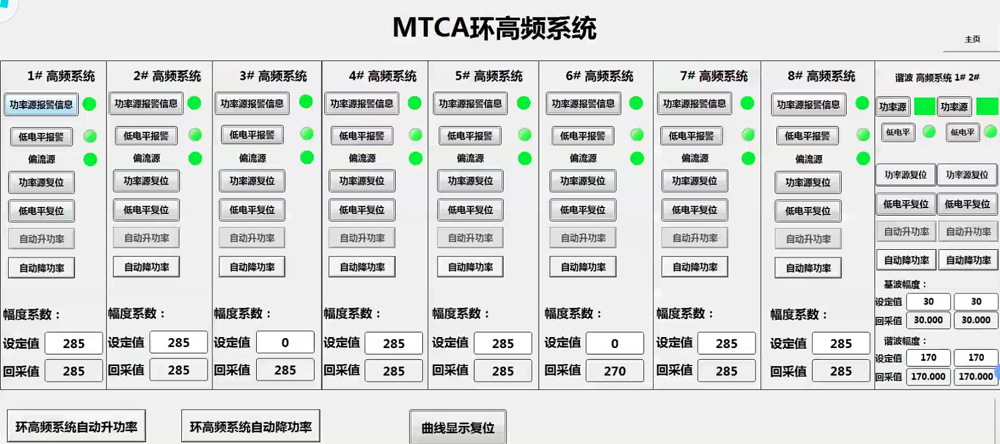 MTCA环高频系统
主页
1# 高频系统
功率源报警信息
低电平报警
偏流源
功率源复位
低电平复位
自动升功率
自动降功率
幅度系数：
设定值 285
回采值 285
2# 高频系统
功率源报警信息
低电平报警
偏流源
功率源复位
低电平复位
自动升功率
自动降功率
幅度系数：
设定值 285
回采值 285
3# 高频系统
功率源报警信息
低电平报警
偏流源
功率源复位
低电平复位
自动升功率
自动降功率
幅度系数：
设定值 0
回采值 285
4# 高频系统
功率源报警信息
低电平报警
偏流源
功率源复位
低电平复位
自动升功率
自动降功率
幅度系数：
设定值 285
回采值 285
5# 高频系统
功率源报警信息
低电平报警
偏流源
功率源复位
低电平复位
自动升功率
自动降功率
幅度系数：
设定值 285
回采值 285
6# 高频系统
功率源报警信息
低电平报警
偏流源
功率源复位
低电平复位
自动升功率
自动降功率
幅度系数：
设定值 0
回采值 270
7# 高频系统
功率源报警信息
低电平报警
偏流源
功率源复位
低电平复位
自动升功率
自动降功率
幅度系数：
设定值 285
回采值 285
8# 高频系统
功率源报警信息
低电平报警
偏流源
功率源复位
低电平复位
自动升功率
自动降功率
幅度系数：
设定值 285
回采值 285
谐波 高频系统 1# 2#
功率源 功率源
低电平 低电平
功率源复位 功率源复位
低电平复位 低电平复位
自动升功率 自动升功率
自动降功率 自动降功率
基波幅度：
设定值 30 30
回采值 30.000 30.000
谐波幅度：
设定值 170 170
回采值 170.000 170.000
环高频系统自动升功率 环高频系统自动降功率 曲线显示复位